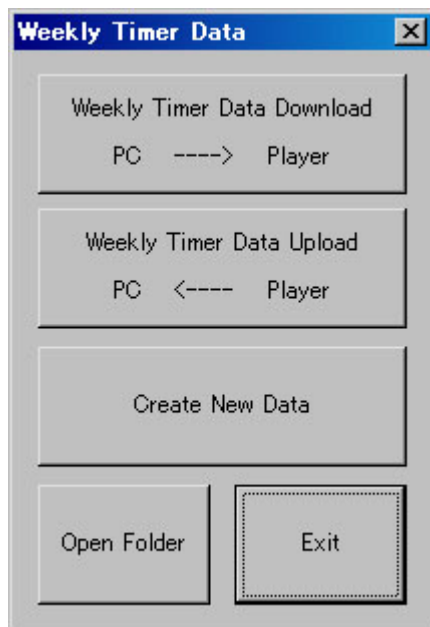 Weekly Timer Data
Weekly Timer Data Download
PC ----> Player
Weekly Timer Data Upload
PC <---- Player
Create New Data
Open Folder
Exit